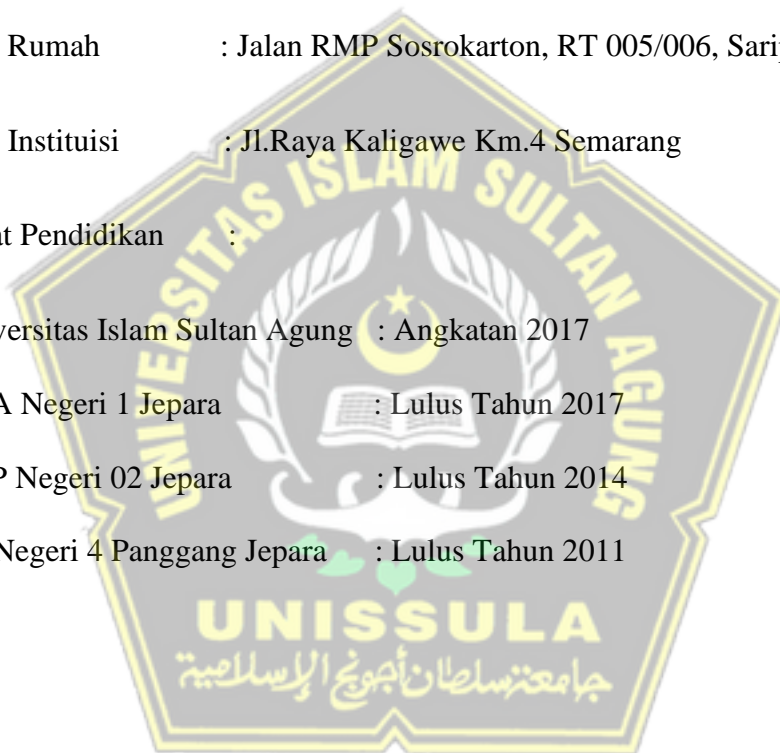 Rumah : Jalan RMP Sosrokarton, RT 005/006, Sarip
Instituisi : Jl.Raya Kaligawe Km.4 Semarang
at Pendidikan :
versitas Islam Sultan Agung : Angkatan 2017
A Negeri 1 Jepara : Lulus Tahun 2017
P Negeri 02 Jepara : Lulus Tahun 2014
Negeri 4 Panggang Jepara : Lulus Tahun 2011
UNIVERSITAS ISLAM SULTAN AGUNG
UNISSULA
جامعة سلطان أجونج الإسلامية